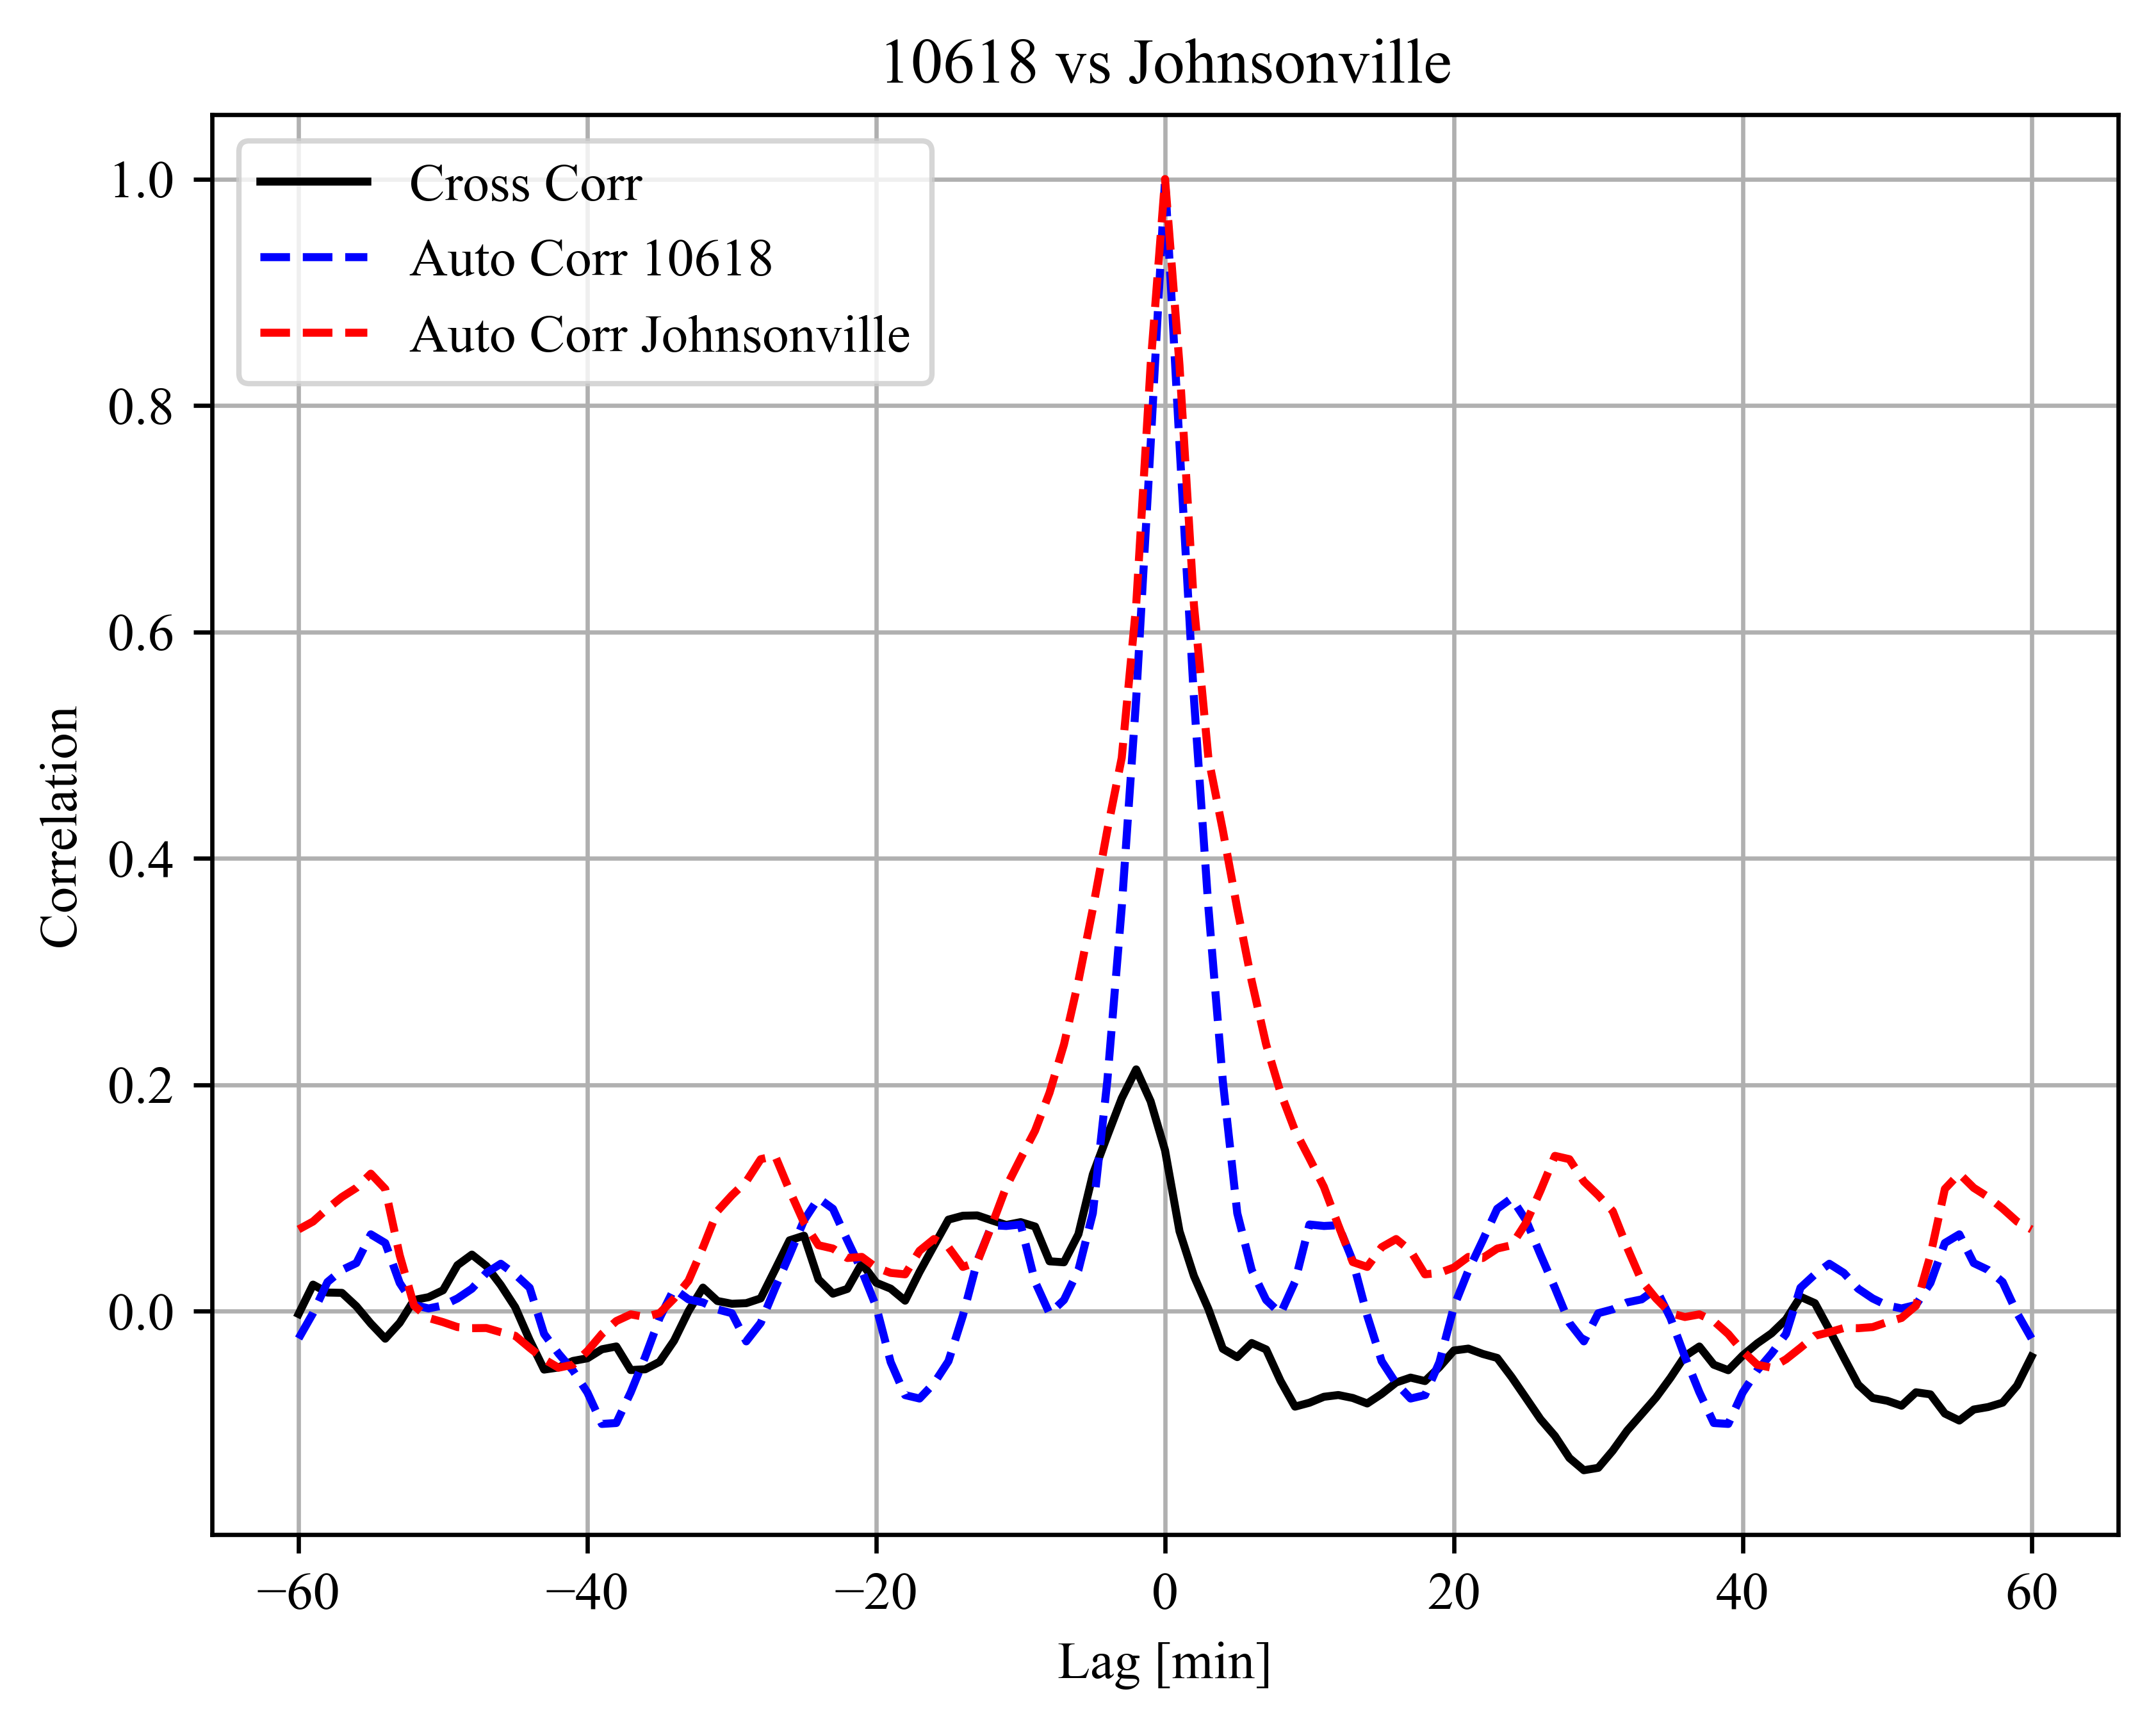 10618 vs Johnsonville
Cross Corr
Auto Corr 10618
Auto Corr Johnsonville
1.0
0.8
0.6
0.4
0.2
0.0
Correlation
−60 −40 −20 0 20 40 60
Lag [min]